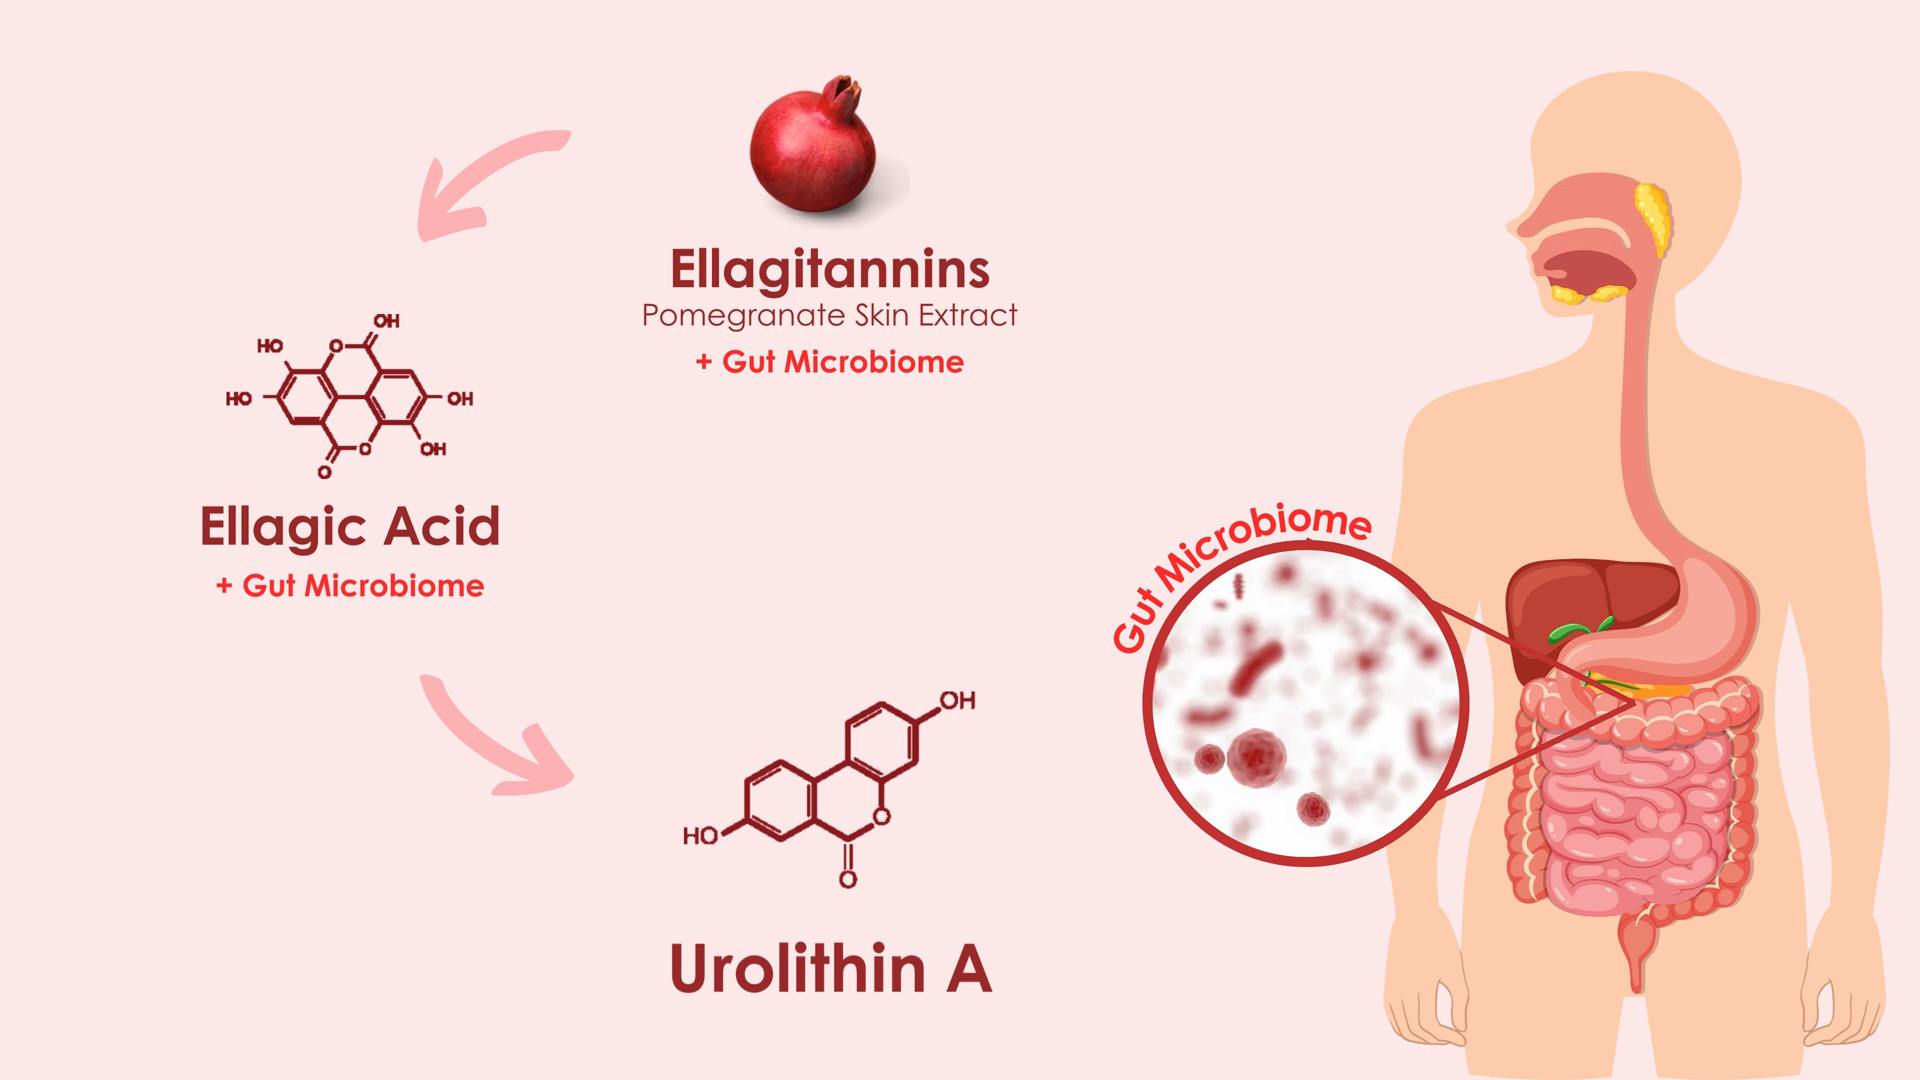 Ellagitannins
Pomegranate Skin Extract
+ Gut Microbiome
OH
HO
O
HO
OH
OH
O
O
Ellagic Acid
+ Gut Microbiome
Gut Microbiome
OH
O
HO
O
Urolithin A